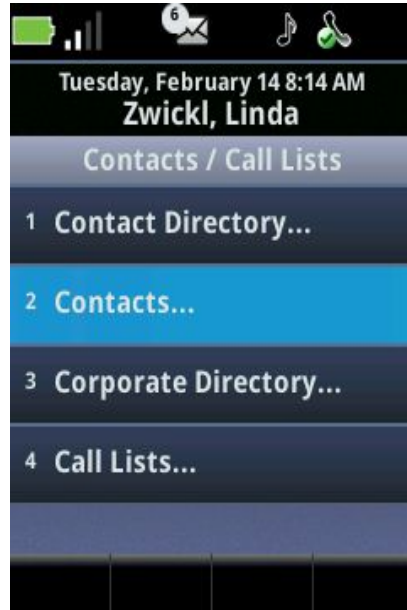 6
Tuesday, February 14 8:14 AM
Zwickl, Linda
Contacts / Call Lists
1 Contact Directory...
2 Contacts...
3 Corporate Directory...
4 Call Lists...